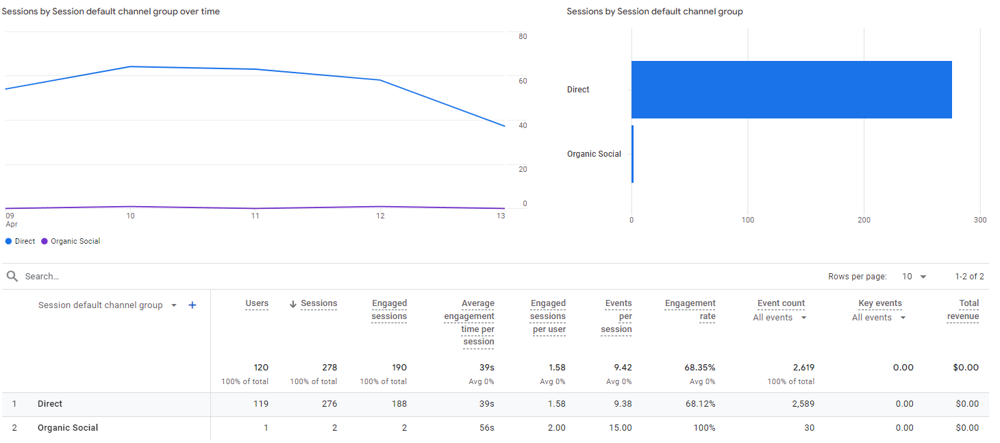 Sessions by Session default channel group over time
80
60
40
20
0
09
Apr
10
11
12
13
Direct
Organic Social
Sessions by Session default channel group
Direct
Organic Social
0
100
200
300
Search…
Rows per page:
10
1-2 of 2
Session default channel group
+
Users
↓ Sessions
Engaged
sessions
Average
engagement
time per
session
Engaged
sessions
per user
Events
per
session
Engagement
rate
Event count
All events
Key events
All events
Total
revenue
120 278 190 39s 1.58 9.42 68.35% 2,619 0.00 $0.00
100% of total 100% of total 100% of total Avg 0% Avg 0% Avg 0% Avg 0% 100% of total
1 Direct 119 276 188 39s 1.58 9.38 68.12% 2,589 0.00 $0.00
2 Organic Social 1 2 2 56s 2.00 15.00 100% 30 0.00 $0.00